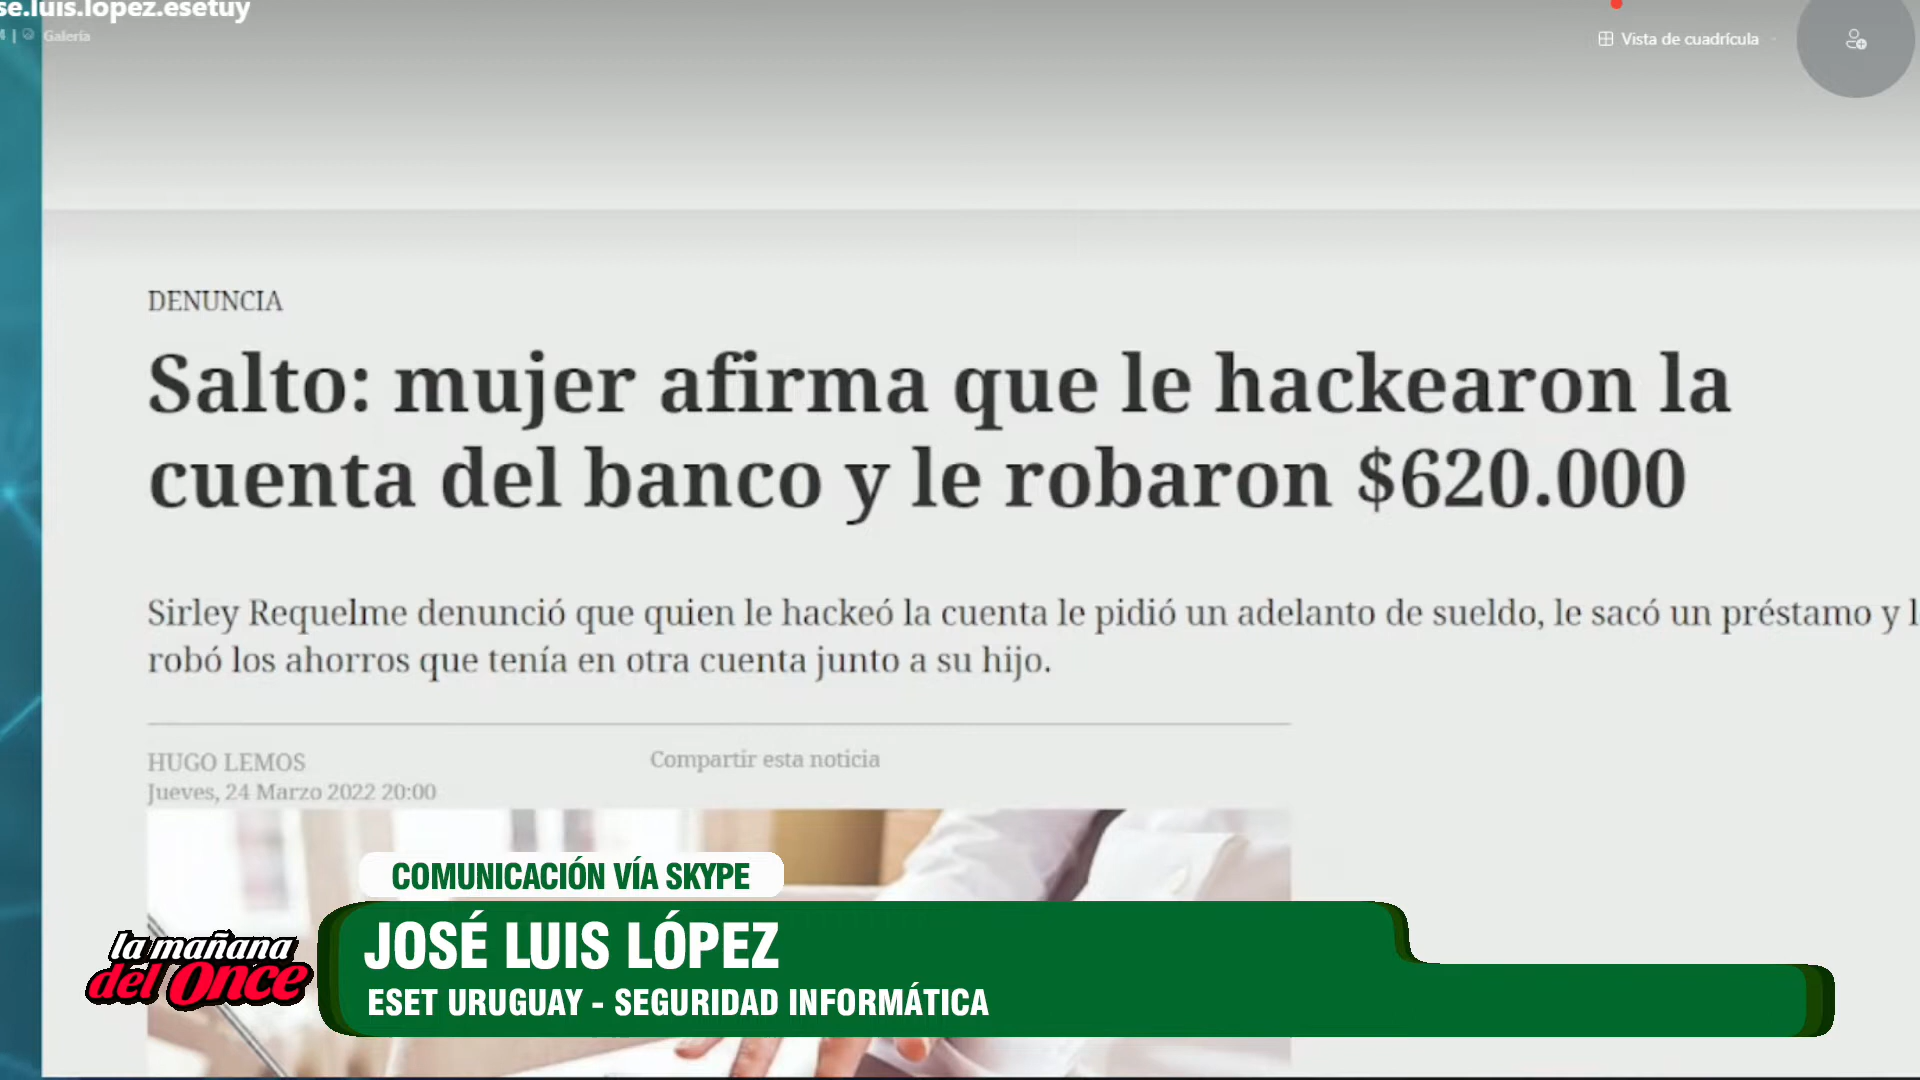 se.luis.lopez.esetuy
Galería
Vista de cuadrícula
DENUNCIA
Salto: mujer afirma que le hackearon la
cuenta del banco y le robaron $620.000
Sirley Requelme denunció que quien le hackeó la cuenta le pidió un adelanto de sueldo, le sacó un préstamo y l
robó los ahorros que tenía en otra cuenta junto a su hijo.
HUGO LEMOS
Compartir esta noticia
Jueves, 24 Marzo 2022 20:00
COMUNICACIÓN VÍA SKYPE
la mañana
del Once
JOSÉ LUIS LÓPEZ
ESET URUGUAY - SEGURIDAD INFORMÁTICA